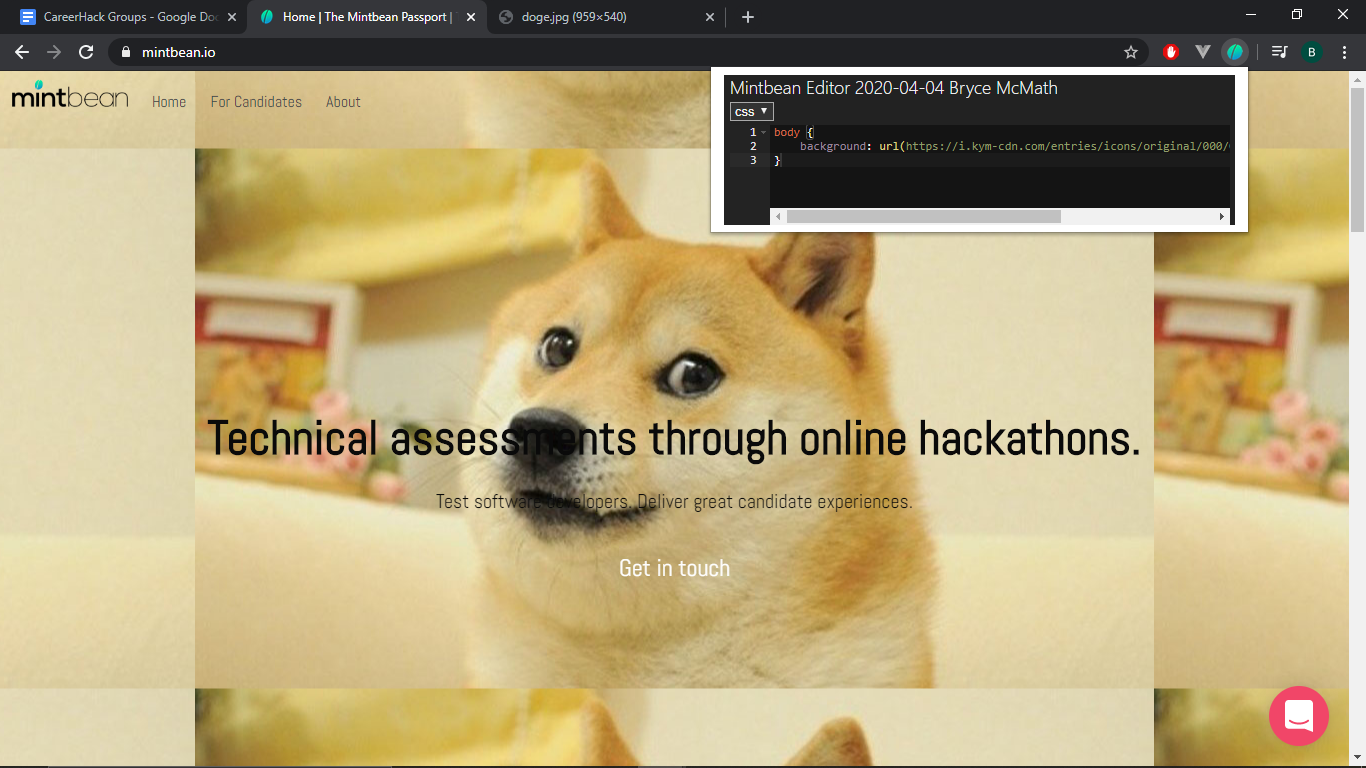 CareerHack Groups - Google Doc
Home | The Mintbean Passport |
doge.jpg (959×540)
mintbean.io
B
mintbean
Home
For Candidates
About
Mintbean Editor 2020-04-04 Bryce McMath
css
1 body {
2 background: url(https://i.kym-cdn.com/entries/icons/original/000/
3 }
Technical assessments through online hackathons.
Test software developers. Deliver great candidate experiences.
Get in touch